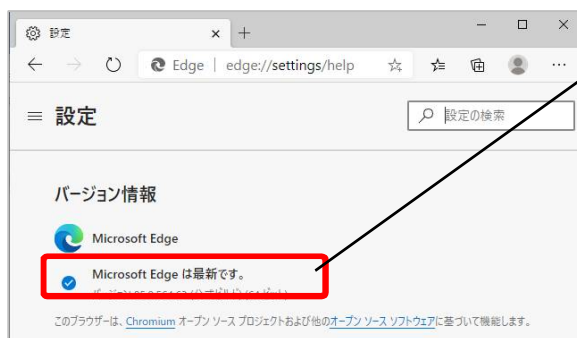 設定
Edge | edge://settings/help
設定
設定の検索
バージョン情報
Microsoft Edge
Microsoft Edge は最新です。
このブラウザーは、Chromium オープン ソース プロジェクトおよび他のオープン ソース ソフトウェアに基づいて機能します。